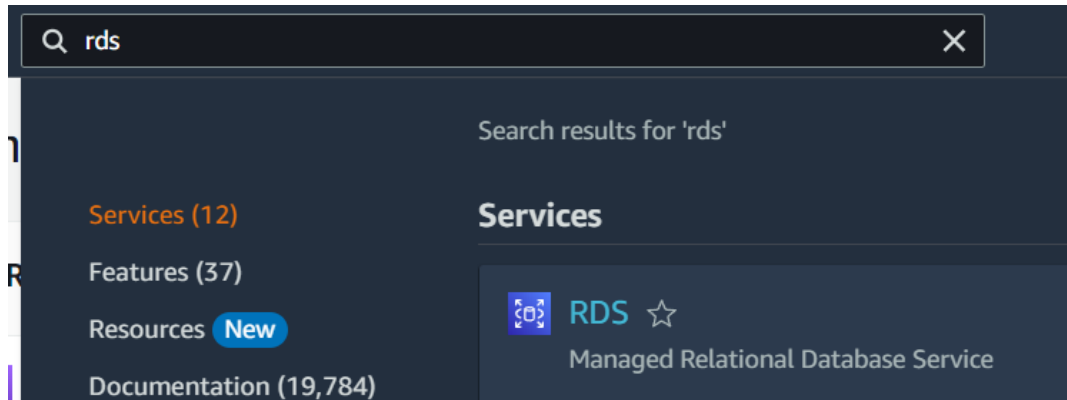 rds
Search results for 'rds'
Services (12)
Features (37)
Resources New
Documentation (19,784)
Services
RDS
Managed Relational Database Service